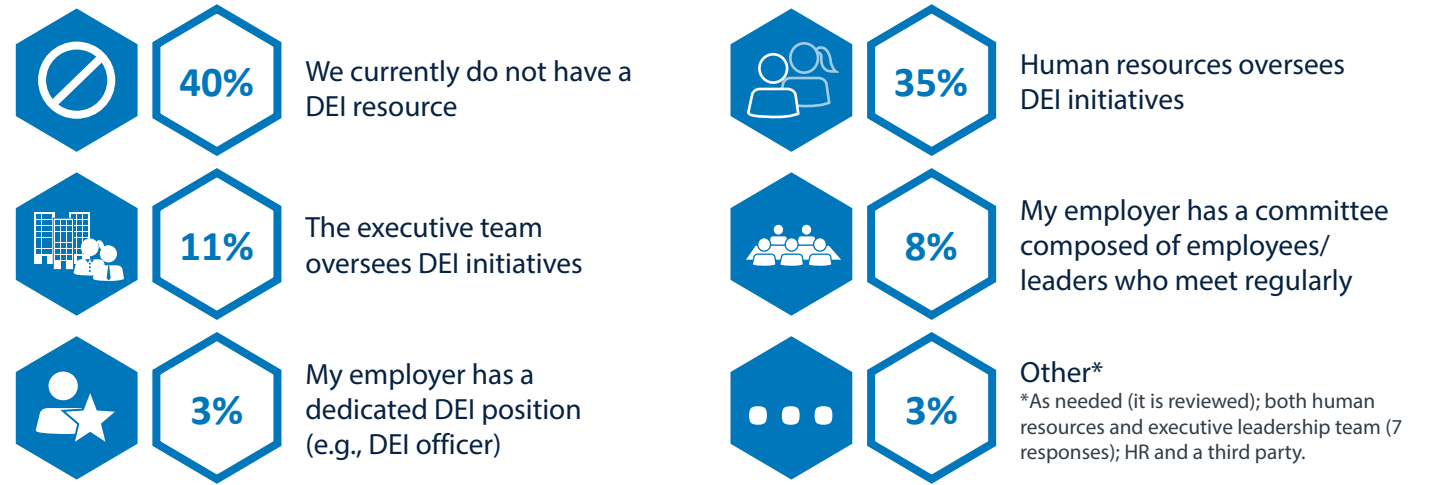 40%
We currently do not have a
DEI resource
35%
Human resources oversees
DEI initiatives
11%
The executive team
oversees DEI initiatives
8%
My employer has a committee
composed of employees/
leaders who meet regularly
3%
My employer has a
dedicated DEI position
(e.g., DEI officer)
3%
Other*
*As needed (it is reviewed); both human
resources and executive leadership team (7
responses); HR and a third party.